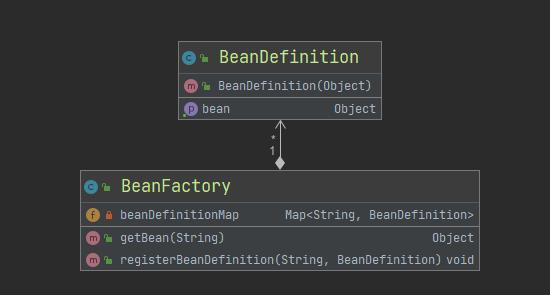 BeanDefinition
BeanDefinition(Object)
bean Object
*
1
BeanFactory
beanDefinitionMap Map<String, BeanDefinition>
getBean(String) Object
registerBeanDefinition(String, BeanDefinition) void